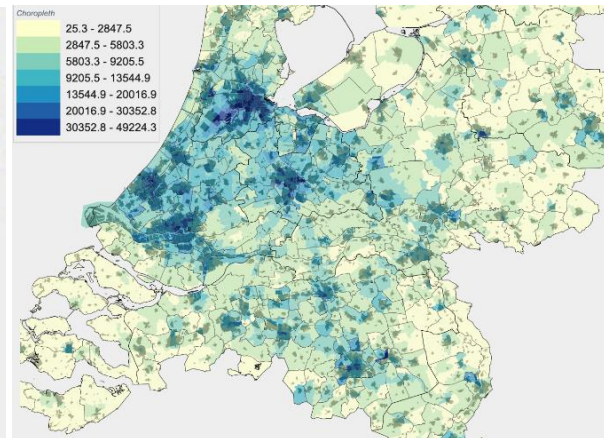 Choropleth
25.3 - 2847.5
2847.5 - 5803.3
5803.3 - 9205.5
9205.5 - 13544.9
13544.9 - 20016.9
20016.9 - 30352.8
30352.8 - 49224.3